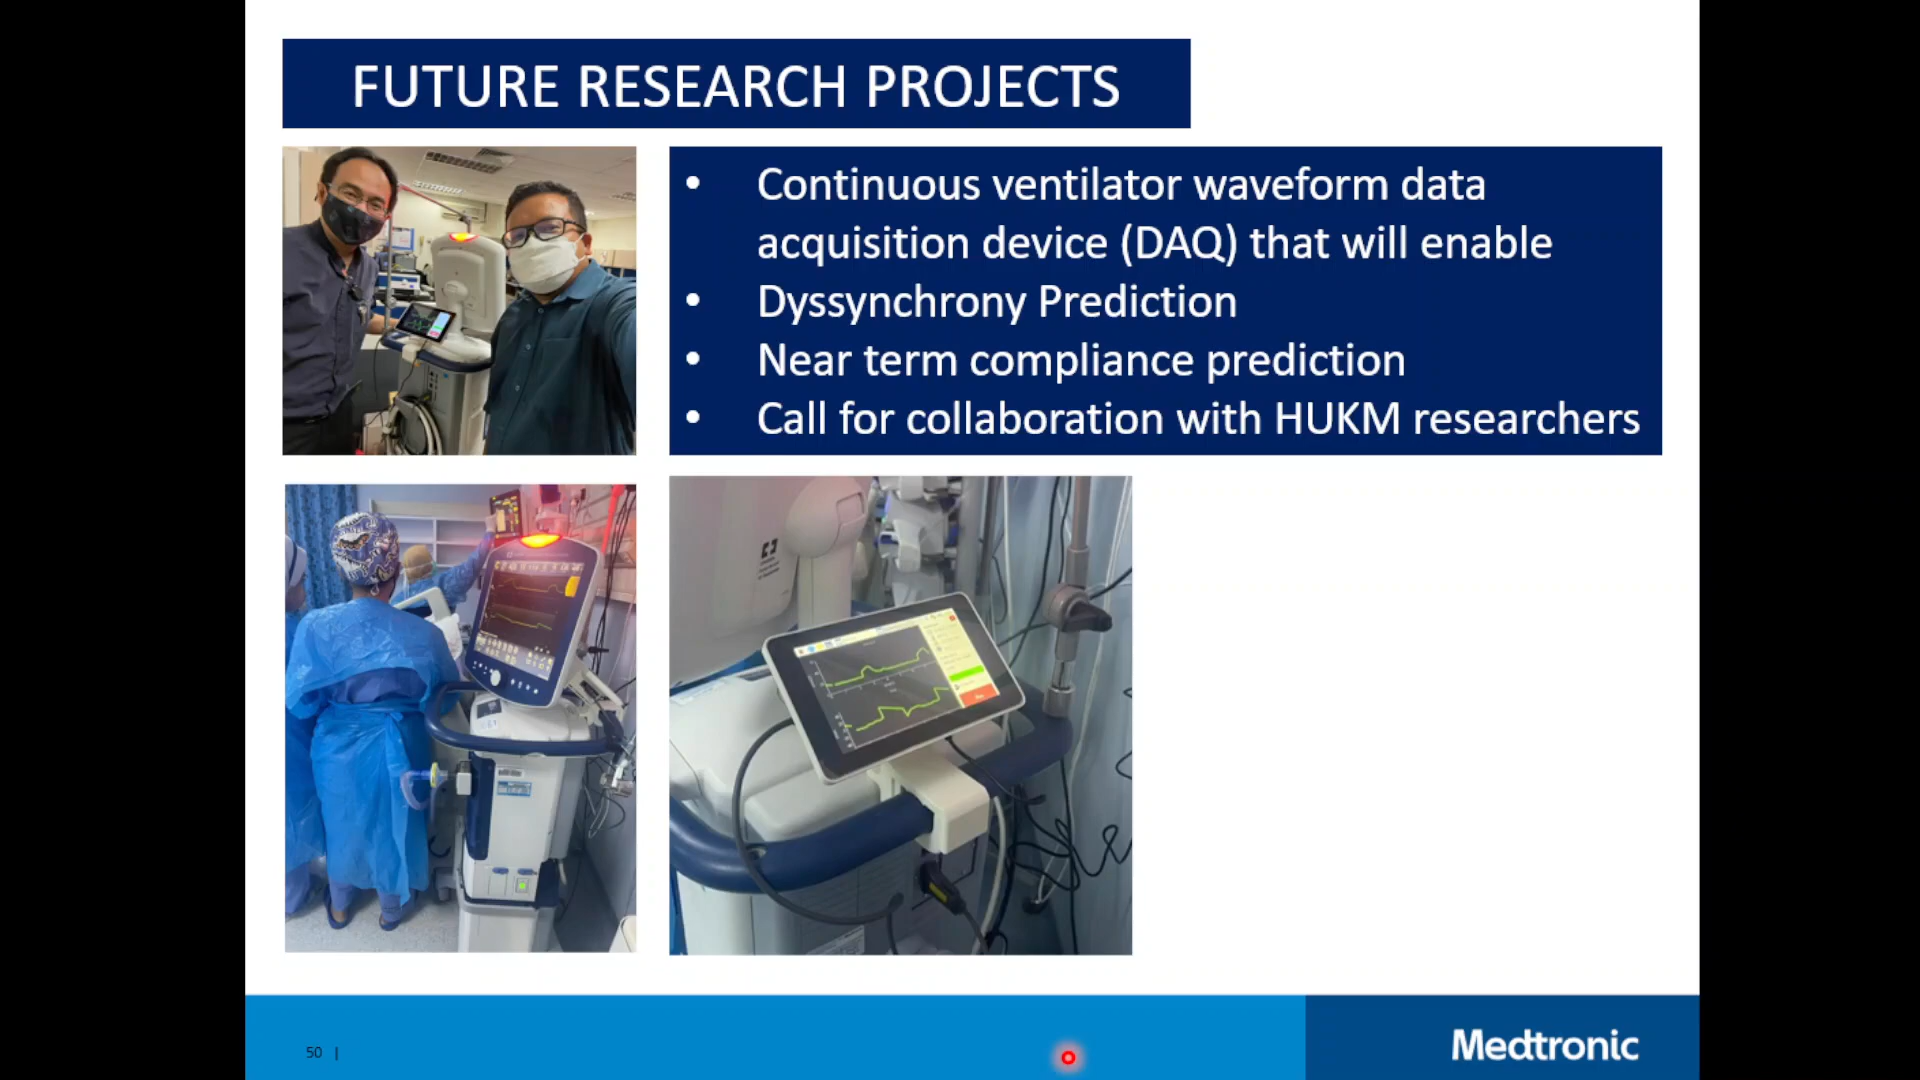 FUTURE RESEARCH PROJECTS
• Continuous ventilator waveform data
acquisition device (DAQ) that will enable
• Dyssynchrony Prediction
• Near term compliance prediction
• Call for collaboration with HUKM researchers
50 |
Medtronic